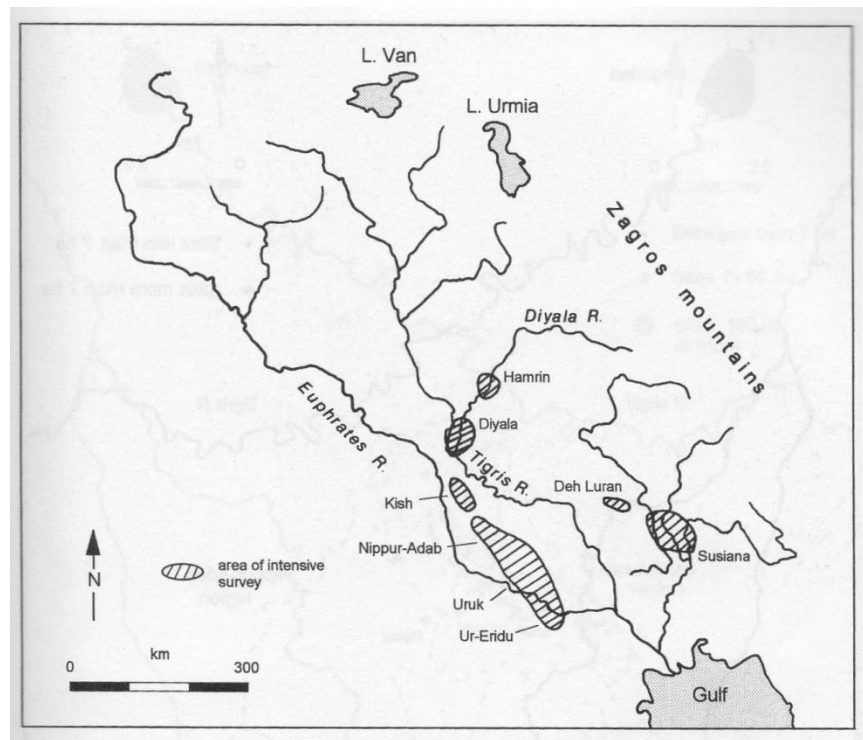 L. Van
L. Urmia
Zagros mountains
Diyala R.
Hamrin
Euphrates R.
Diyala
Tigris R.
Kish
Deh Luran
Nippur-Adab
Susiana
N
area of intensive
survey
Uruk
Ur-Eridu
km
0
300
Gulf